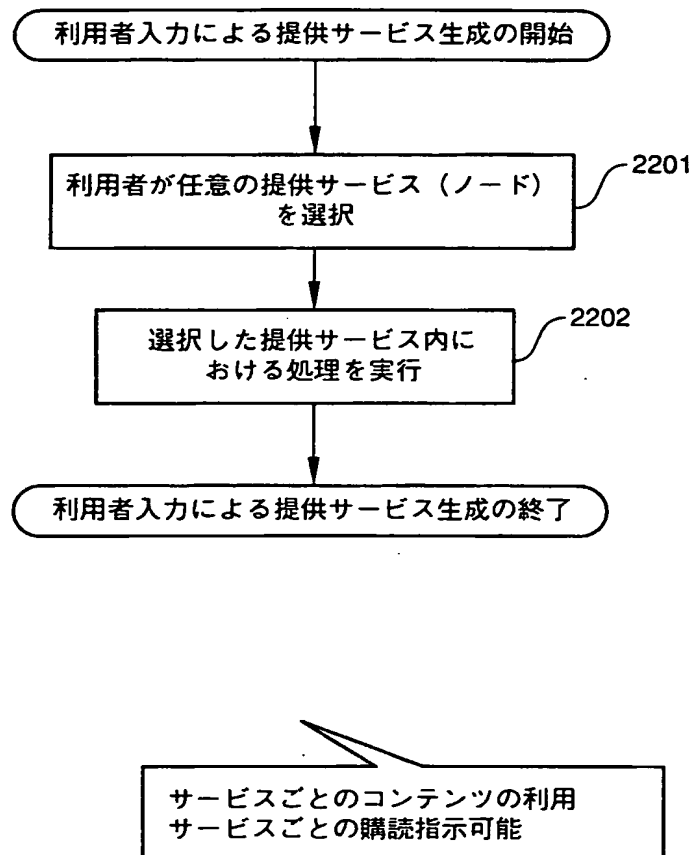 利用者入力による提供サービス生成の開始
利用者が任意の提供サービス（ノード）
を選択
2201
選択した提供サービス内に
おける処理を実行
2202
利用者入力による提供サービス生成の終了
サービスごとのコンテンツの利用
サービスごとの購読指示可能